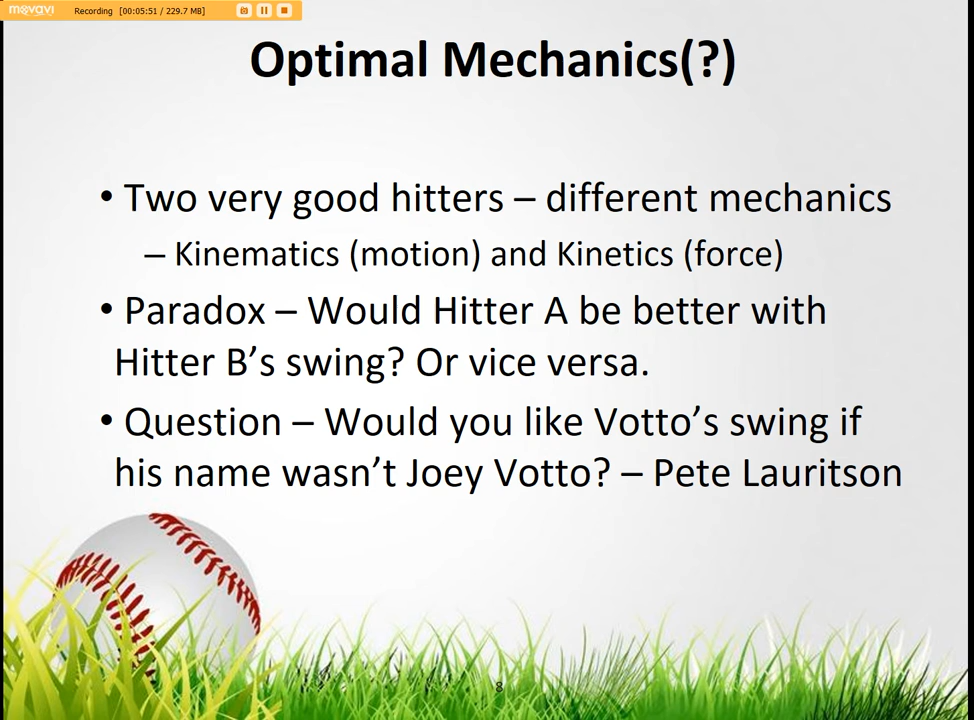 movavi Recording [00:05:51 / 229.7 MB]
Optimal Mechanics(?)
• Two very good hitters – different mechanics
– Kinematics (motion) and Kinetics (force)
• Paradox – Would Hitter A be better with
Hitter B’s swing? Or vice versa.
• Question – Would you like Votto’s swing if
his name wasn’t Joey Votto? – Pete Lauritson
8